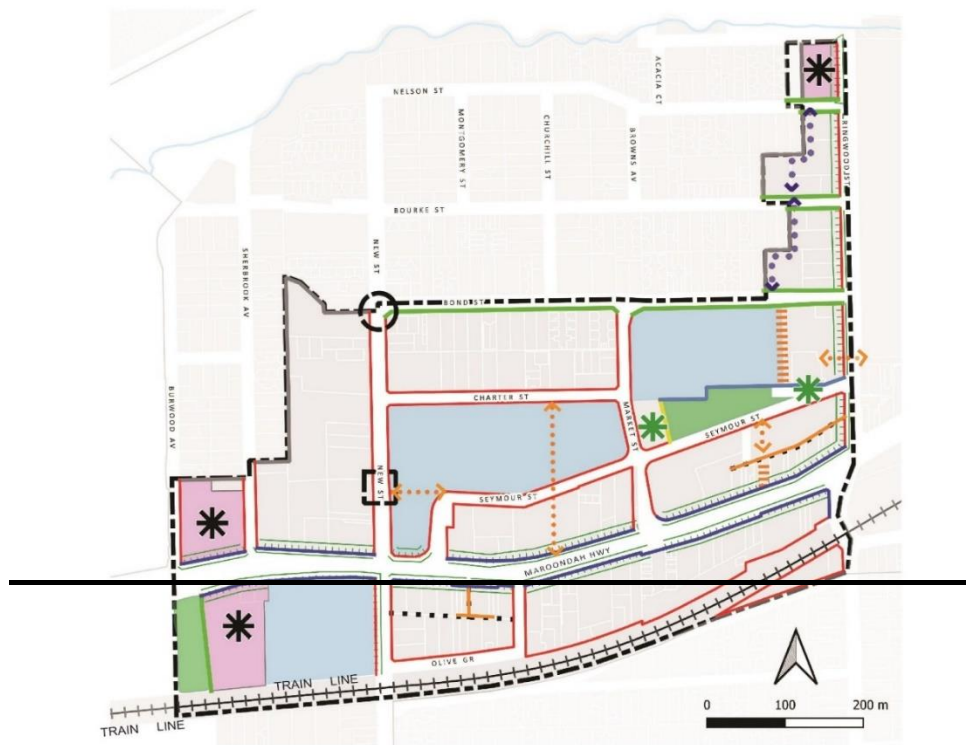 NELSON ST
ACACIA CT
MONTGOMERY ST
CHURCHILL ST
BROWNS AV
RINGWOOD ST
BOURKE ST
SHERBROOK AV
NEW ST
BOND ST
BURWOOD AV
CHARTER ST
MARKET ST
SEYMOUR ST
NEW ST
SEYMOUR ST
MAROONDAH HWY
OLIVE GR
TRAIN LINE
TRAIN LINE
0 100 200 m